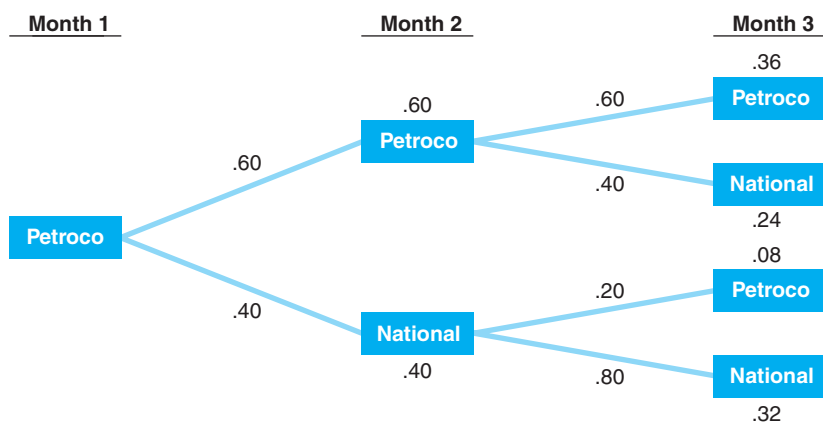 Month 1 Month 2 Month 3
.36
.60 .60 Petroco
Petroco
.60 .40 National
Petroco .24
.08
.40 .20 Petroco
National
.40 .80 National
.32